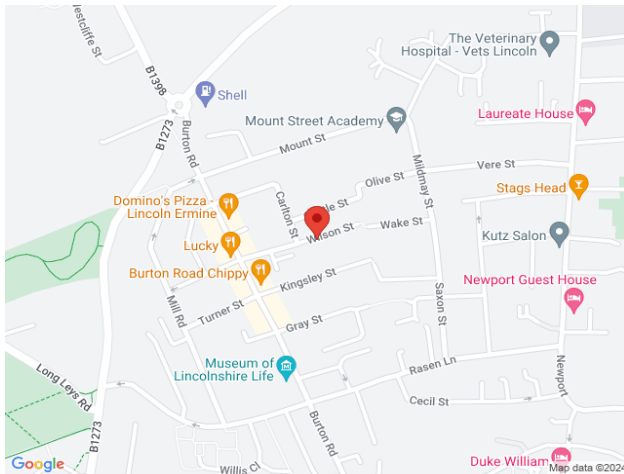 Westcliffe St
The Veterinary
Hospital - Vets Lincoln
B1398
Shell
B1273
Burton Rd
Mount Street Academy
Laureate House
Mount St
Mildmay St
Vere St
Olive St
Stags Head
Domino's Pizza -
Lincoln Ermine
Carlton St
Wake St
Wilson St
Kutz Salon
Lucky
Burton Road Chippy
Kingsley St
Newport Guest House
Mill Rd
Turner St
Saxon St
Gray St
Museum of
Lincolnshire Life
Rasen Ln
Newport
Long Leys Rd
Cecil St
Burton Rd
B1273
Duke William
Google
Willis Cl
Map data ©2024